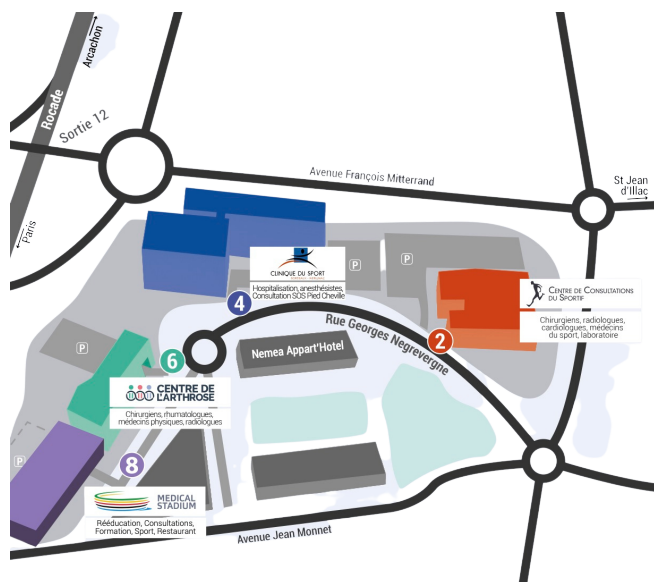 Arcachon
Rocade
Sortie 12
Paris
Avenue François Mitterrand
St Jean
d'Illac
P
P
CLINIQUE DU SPORT
Hospitalisation, anesthésistes,
Consultation SOS Pied Cheville
4
CENTRE DE CONSULTATIONS
DU SPORTIF
Chirurgiens, radiologues,
cardiologues, médecins
du sport, laboratoire
2
Rue Georges Negrevergne
P
6
Nemea Appart'Hotel
CENTRE DE
L'ARTHROSE
Chirurgiens, rhumatologues,
médecins physiques, radiologues
P
8
MEDICAL
STADIUM
Rééducation, Consultations,
Formation, Sport, Restaurant
Avenue Jean Monnet